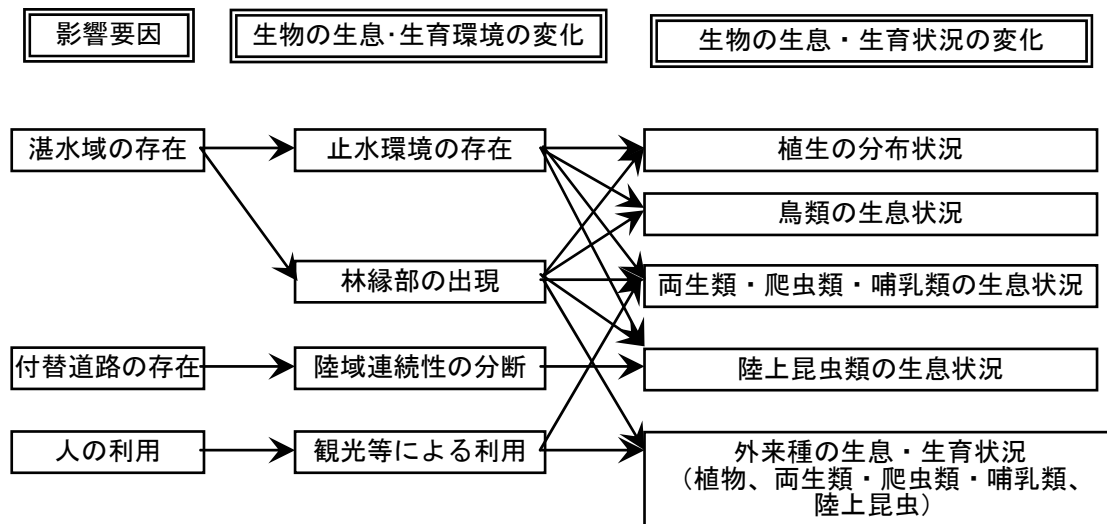 影響要因
生物の生息･生育環境の変化
生物の生息・生育状況の変化
湛水域の存在
止水環境の存在
植生の分布状況
鳥類の生息状況
林縁部の出現
両生類・爬虫類・哺乳類の生息状況
付替道路の存在
陸域連続性の分断
陸上昆虫類の生息状況
人の利用
観光等による利用
外来種の生息・生育状況
（植物、両生類・爬虫類・哺乳類、
陸上昆虫）